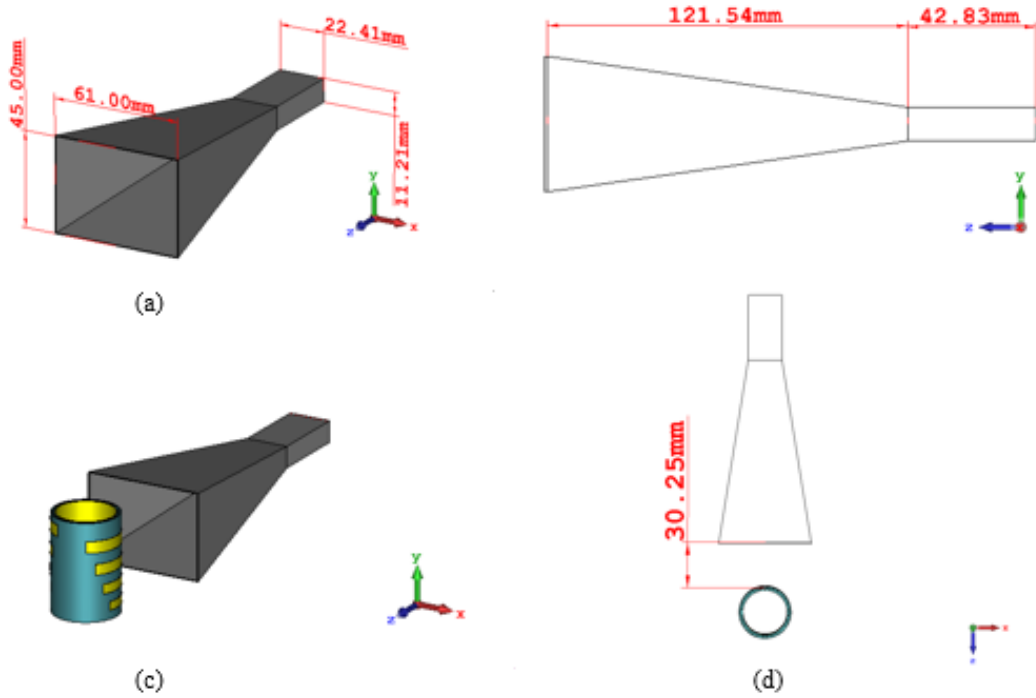 22.41mm
61.00mm
45.00mm
11.21mm
y
z
x
(a)
121.54mm
42.83mm
y
z
x
y
z
x
(c)
30.25mm
x
z
(d)